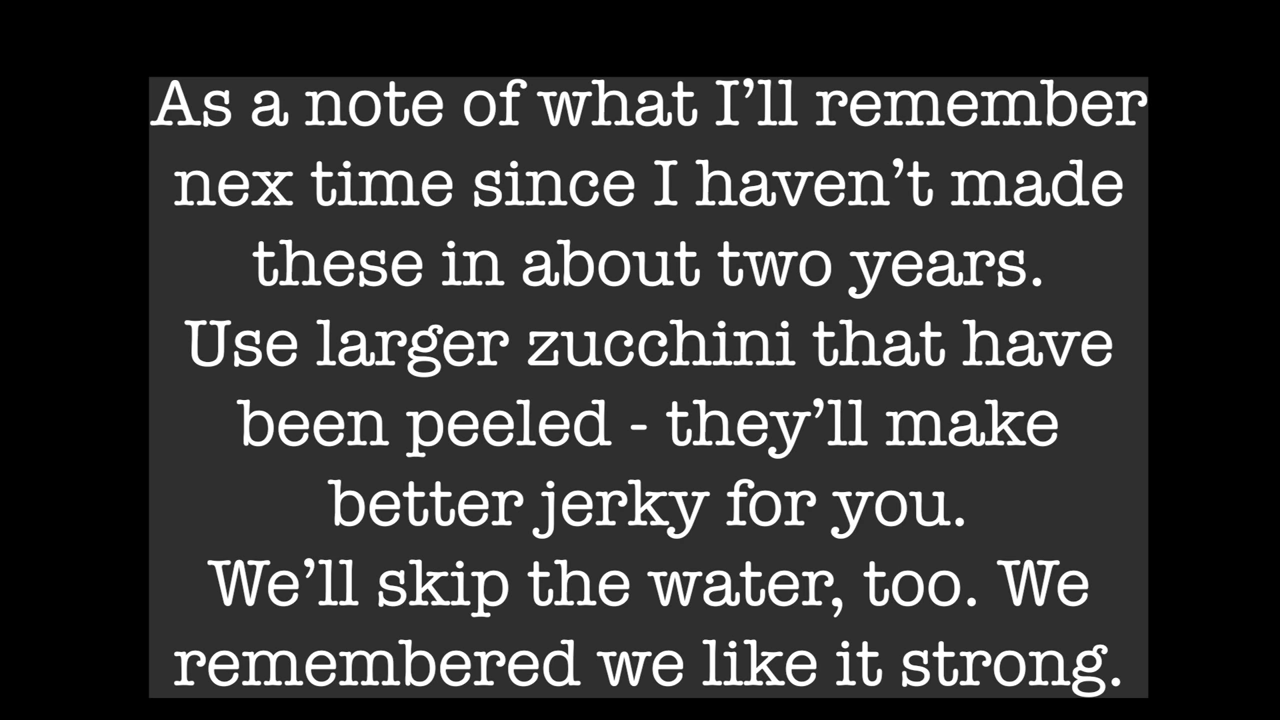 As a note of what I’ll remember
nex time since I haven’t made
these in about two years.
Use larger zucchini that have
been peeled - they’ll make
better jerky for you.
We’ll skip the water, too. We
remembered we like it strong.